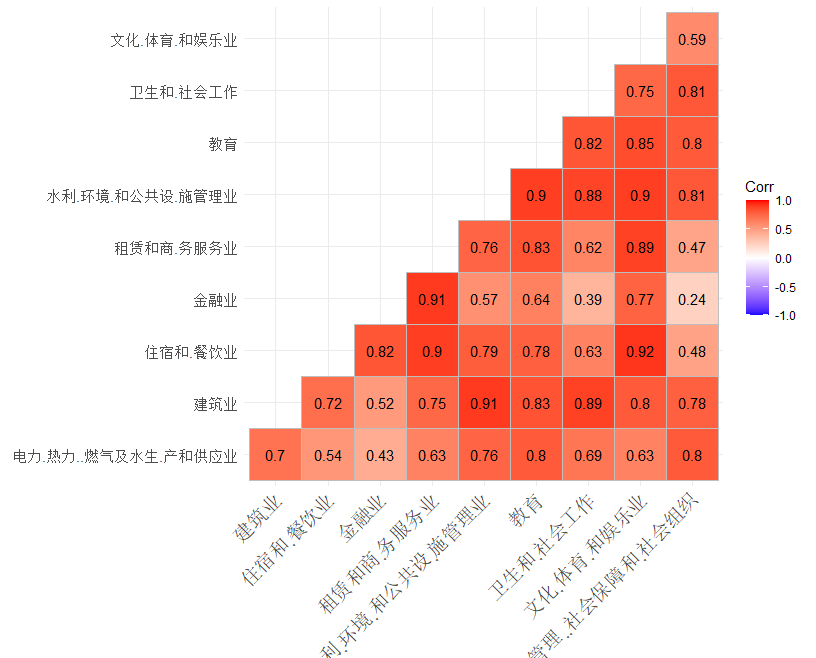 文化.体育.和娱乐业
0.59
卫生和.社会工作
0.75 0.81
教育
0.82 0.85 0.8
水利.环境.和公共设.施管理业
0.9 0.88 0.9 0.81
Corr
1.0
0.5
0.0
-0.5
-1.0
租赁和商.务服务业
0.76 0.83 0.62 0.89 0.47
金融业
0.91 0.57 0.64 0.39 0.77 0.24
住宿和.餐饮业
0.82 0.9 0.79 0.78 0.63 0.92 0.48
建筑业
0.72 0.52 0.75 0.91 0.83 0.89 0.8 0.78
电力.热力..燃气及水生.产和供应业
0.7 0.54 0.43 0.63 0.76 0.8 0.69 0.63 0.8
建筑业
住宿和.餐饮业
金融业
租赁和商.务服务业
利.环境.和公共设.施管理业
教育
卫生和.社会工作
文化.体育.和娱乐业
管理..社会保障和.社会组织